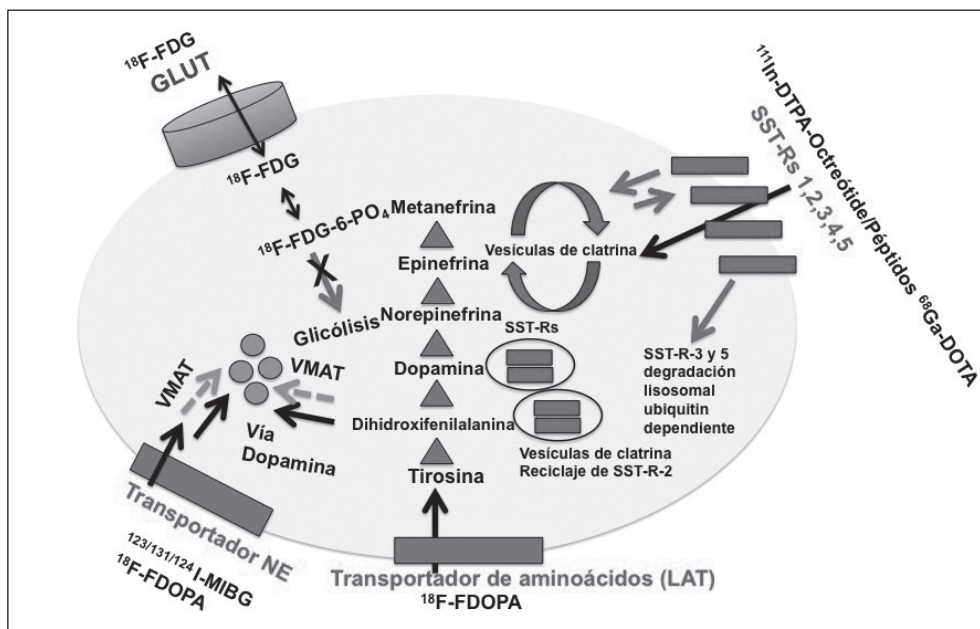 ¹⁸F-FDG
GLUT
¹⁸F-FDG
¹⁸F-FDG-6-PO₄
X
Glicólisis
Metanefrina
Epinefrina
Norepinefrina
Dopamina
Dihidroxifenilalanina
Tirosina
Vesículas de clatrina
SST-Rs
Vesículas de clatrina
Reciclaje de SST-R-2
¹¹¹In-DTPA-Octreótide/Péptidos ⁶⁸Ga-DOTA
SST-Rs 1,2,3,4,5
SST-R-3 y 5
degradación
lisosomal
ubiquitin
dependiente
VMAT
VMAT
Vía
Dopamina
Transportador NE
¹²³/¹³¹/¹²⁴ I-MIBG
¹⁸F-FDOPA
Transportador de aminoácidos (LAT)
¹⁸F-FDOPA